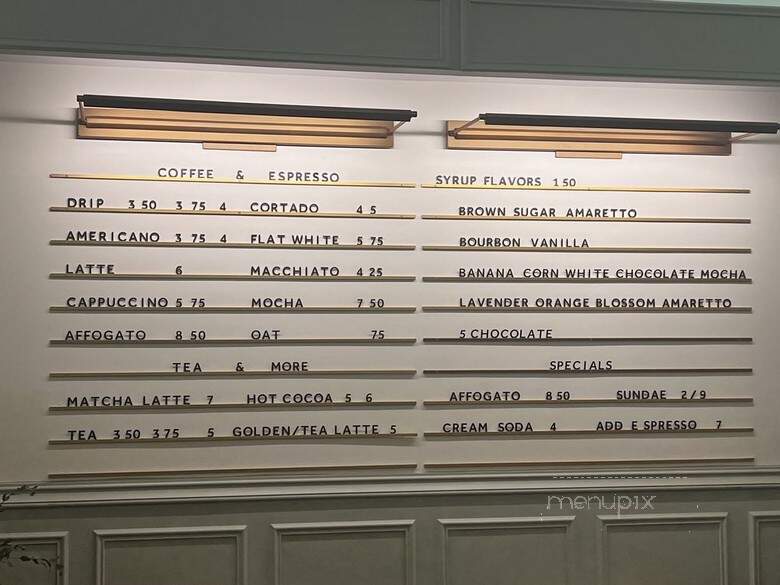 COFFEE & ESPRESSO
DRIP 3 50 3 75 4 CORTADO 4 5
AMERICANO 3 75 4 FLAT WHITE 5 75
LATTE 6 MACCHIATO 4 25
CAPPUCCINO 5 75 MOCHA 7 50
AFFOGATO 8 50 OAT 75
TEA & MORE
MATCHA LATTE 7 HOT COCOA 5 6
TEA 3 50 3 75 5 GOLDEN/TEA LATTE 5
SYRUP FLAVORS 1 50
BROWN SUGAR AMARETTO
BOURBON VANILLA
BANANA CORN WHITE CHOCOLATE MOCHA
LAVENDER ORANGE BLOSSOM AMARETTO
5 CHOCOLATE
SPECIALS
AFFOGATO 8 50 SUNDAE 2/9
CREAM SODA 4 ADD E SPRESSO 7
menupix